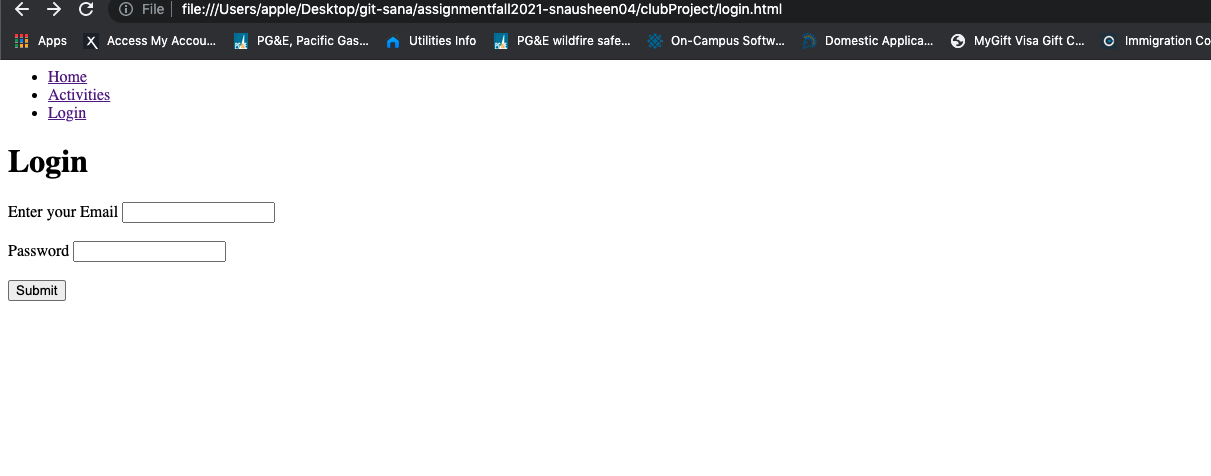 File file:///Users/apple/Desktop/git-sana/assignmentfall2021-snausheen04/clubProject/login.html
Apps Access My Accou... PG&E, Pacific Gas... Utilities Info PG&E wildfire safe... On-Campus Softw... Domestic Applica... MyGift Visa Gift C... Immigration Co
Home
Activities
Login
Login
Enter your Email
Password
Submit